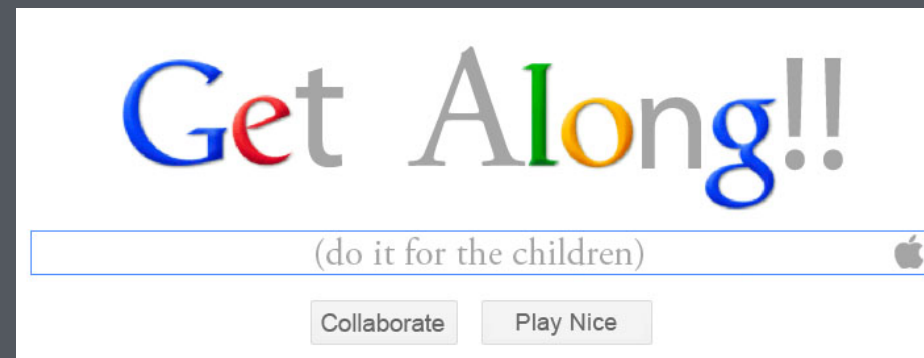 Get Along!!
(do it for the children)
Collaborate Play Nice